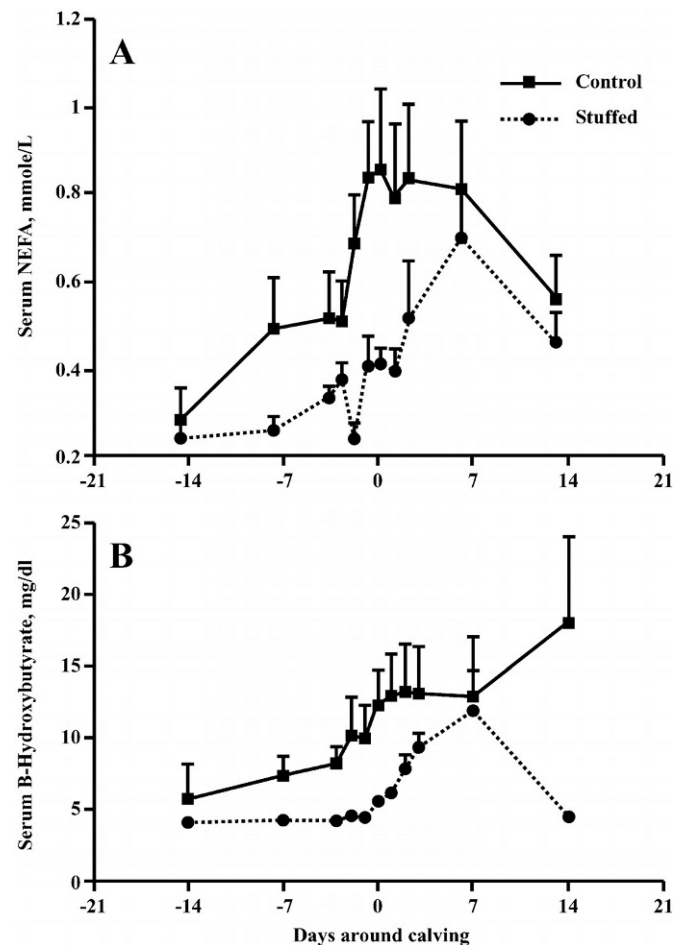 A
Control
Stuffed
Serum NEFA, mmole/L
1.2
1
0.8
0.6
0.4
0.2
-21 -14 -7 0 7 14 21
B
Serum B-Hydroxybutyrate, mg/dl
25
20
15
10
5
0
-21 -14 -7 0 7 14 21
Days around calving